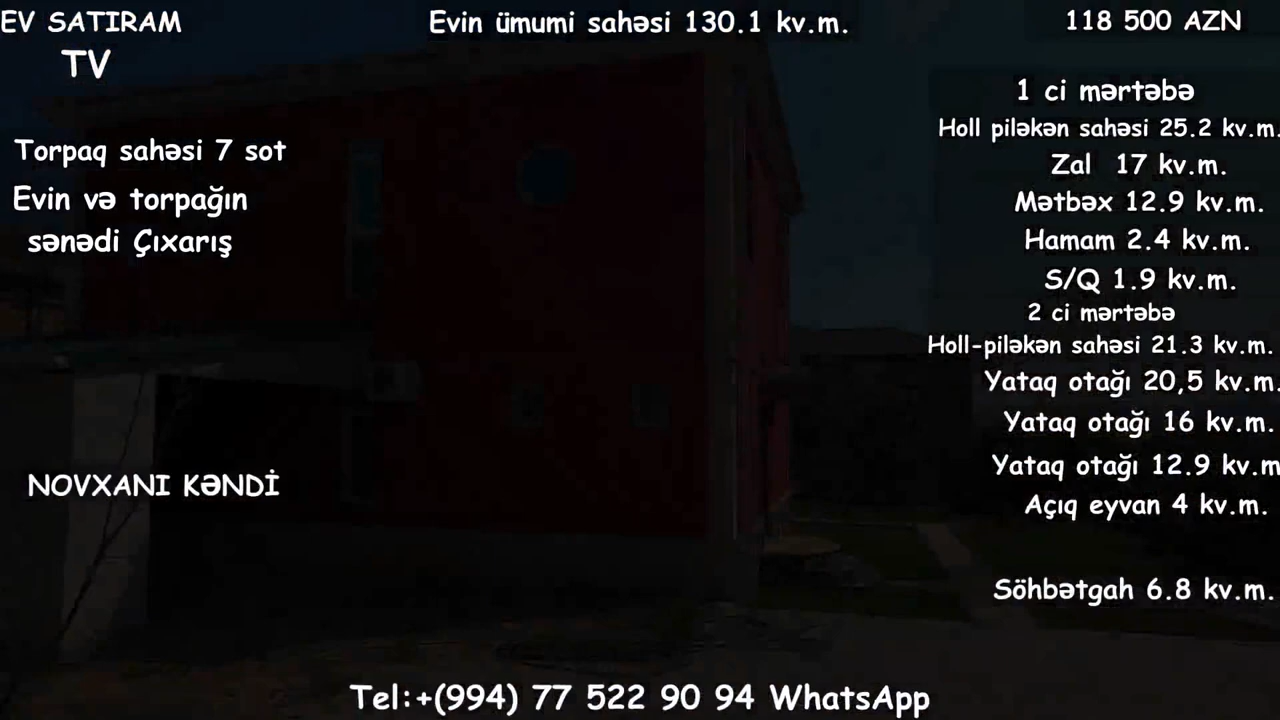 EV SATIRAM
TV
Evin ümumi sahəsi 130.1 kv.m.
118 500 AZN
Torpaq sahəsi 7 sot
Evin və torpağın
sənədi Çıxarış
NOVXANI KƏNDİ
1 ci mərtəbə
Holl piləkən sahəsi 25.2 kv.m.
Zal 17 kv.m.
Mətbəx 12.9 kv.m.
Hamam 2.4 kv.m.
S/Q 1.9 kv.m.
2 ci mərtəbə
Holl-piləkən sahəsi 21.3 kv.m.
Yataq otağı 20,5 kv.m.
Yataq otağı 16 kv.m.
Yataq otağı 12.9 kv.m
Açıq eyvan 4 kv.m.
Söhbətgah 6.8 kv.m.
Tel:+(994) 77 522 90 94 WhatsApp